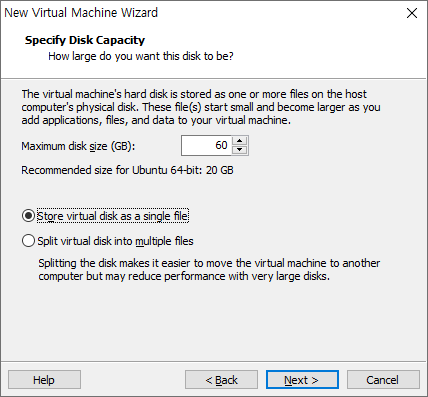 New Virtual Machine Wizard
Specify Disk Capacity
How large do you want this disk to be?
The virtual machine's hard disk is stored as one or more files on the host
computer's physical disk. These file(s) start small and become larger as you
add applications, files, and data to your virtual machine.
Maximum disk size (GB): 60
Recommended size for Ubuntu 64-bit: 20 GB
Store virtual disk as a single file
Split virtual disk into multiple files
Splitting the disk makes it easier to move the virtual machine to another
computer but may reduce performance with very large disks.
Help < Back Next > Cancel